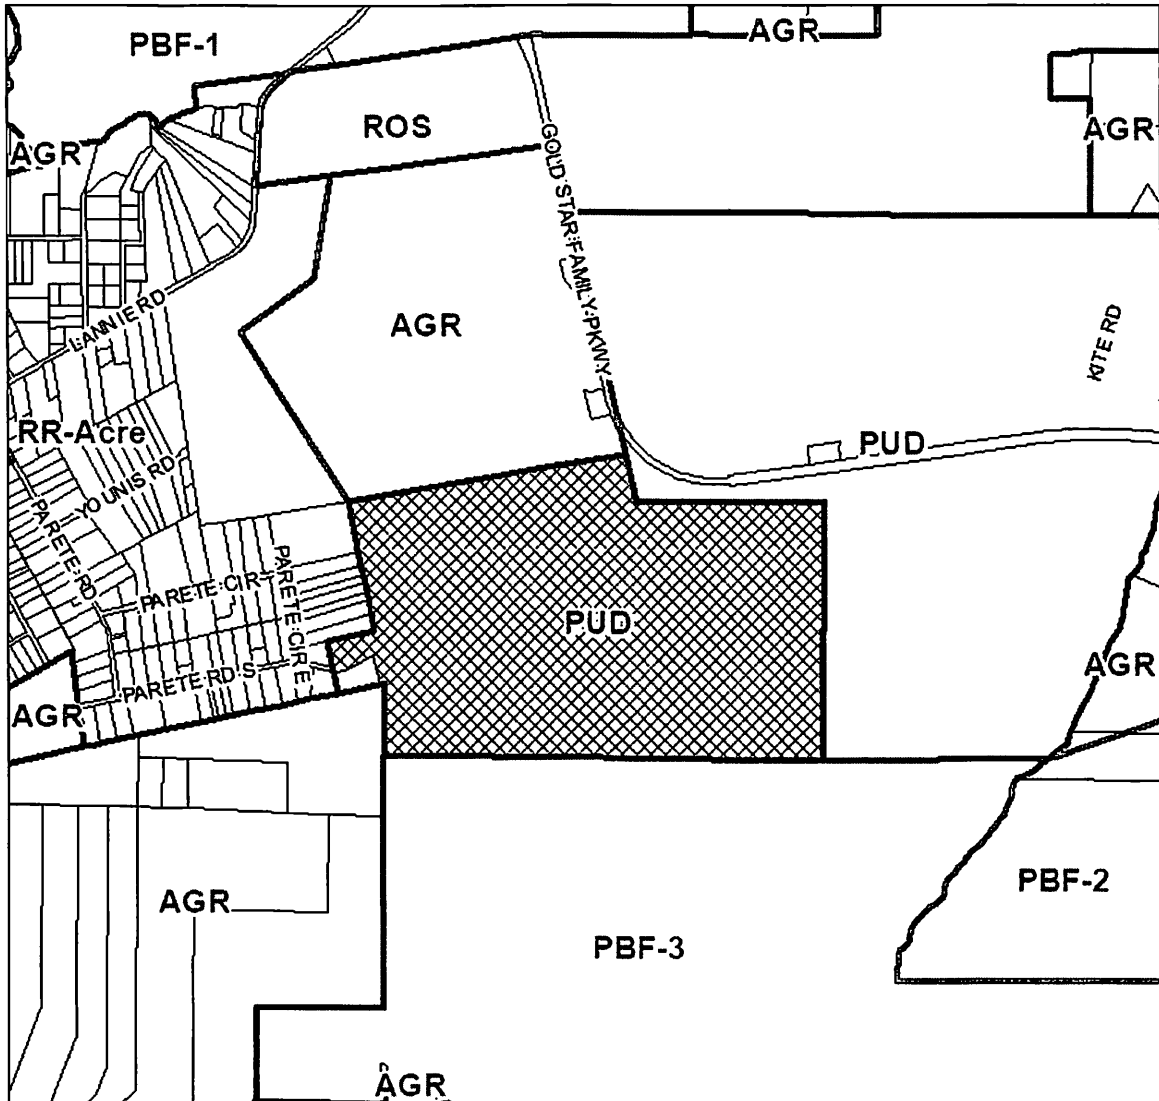 PBF-1
AGR
ROS
AGR
AGR
GOLD STAR FAMILY PKWY
LANNIE RD
AGR
KITE RD
RR-Acre
PUD
YOUNIS RD
PARETE RD
PARETE CIR
PARETE CIR E
PUD
PARETE RD S
AGR
AGR
PBF-2
AGR
PBF-3
AGR